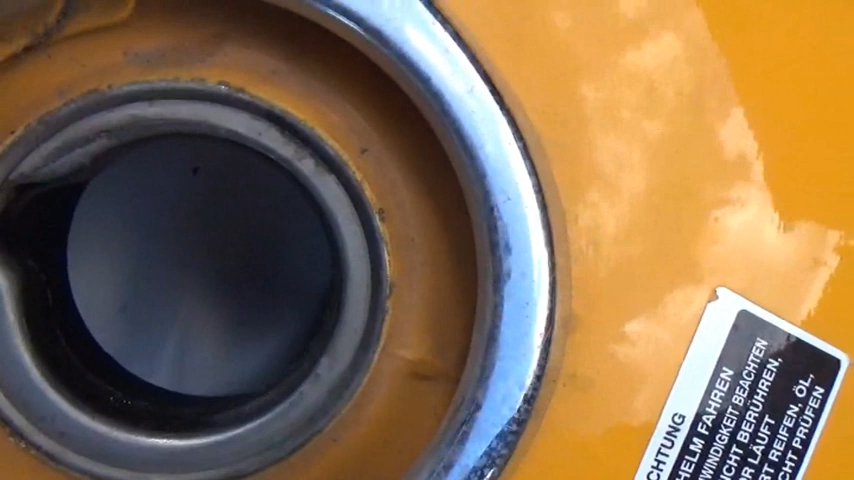 CHTUNG
HELM FAHREN
WINDIGKEIT BEACHTEN
ICHT BERÜHREN,
OR LÄUFT
RT REIFEN, ÖL,
CHT PRÜFEN